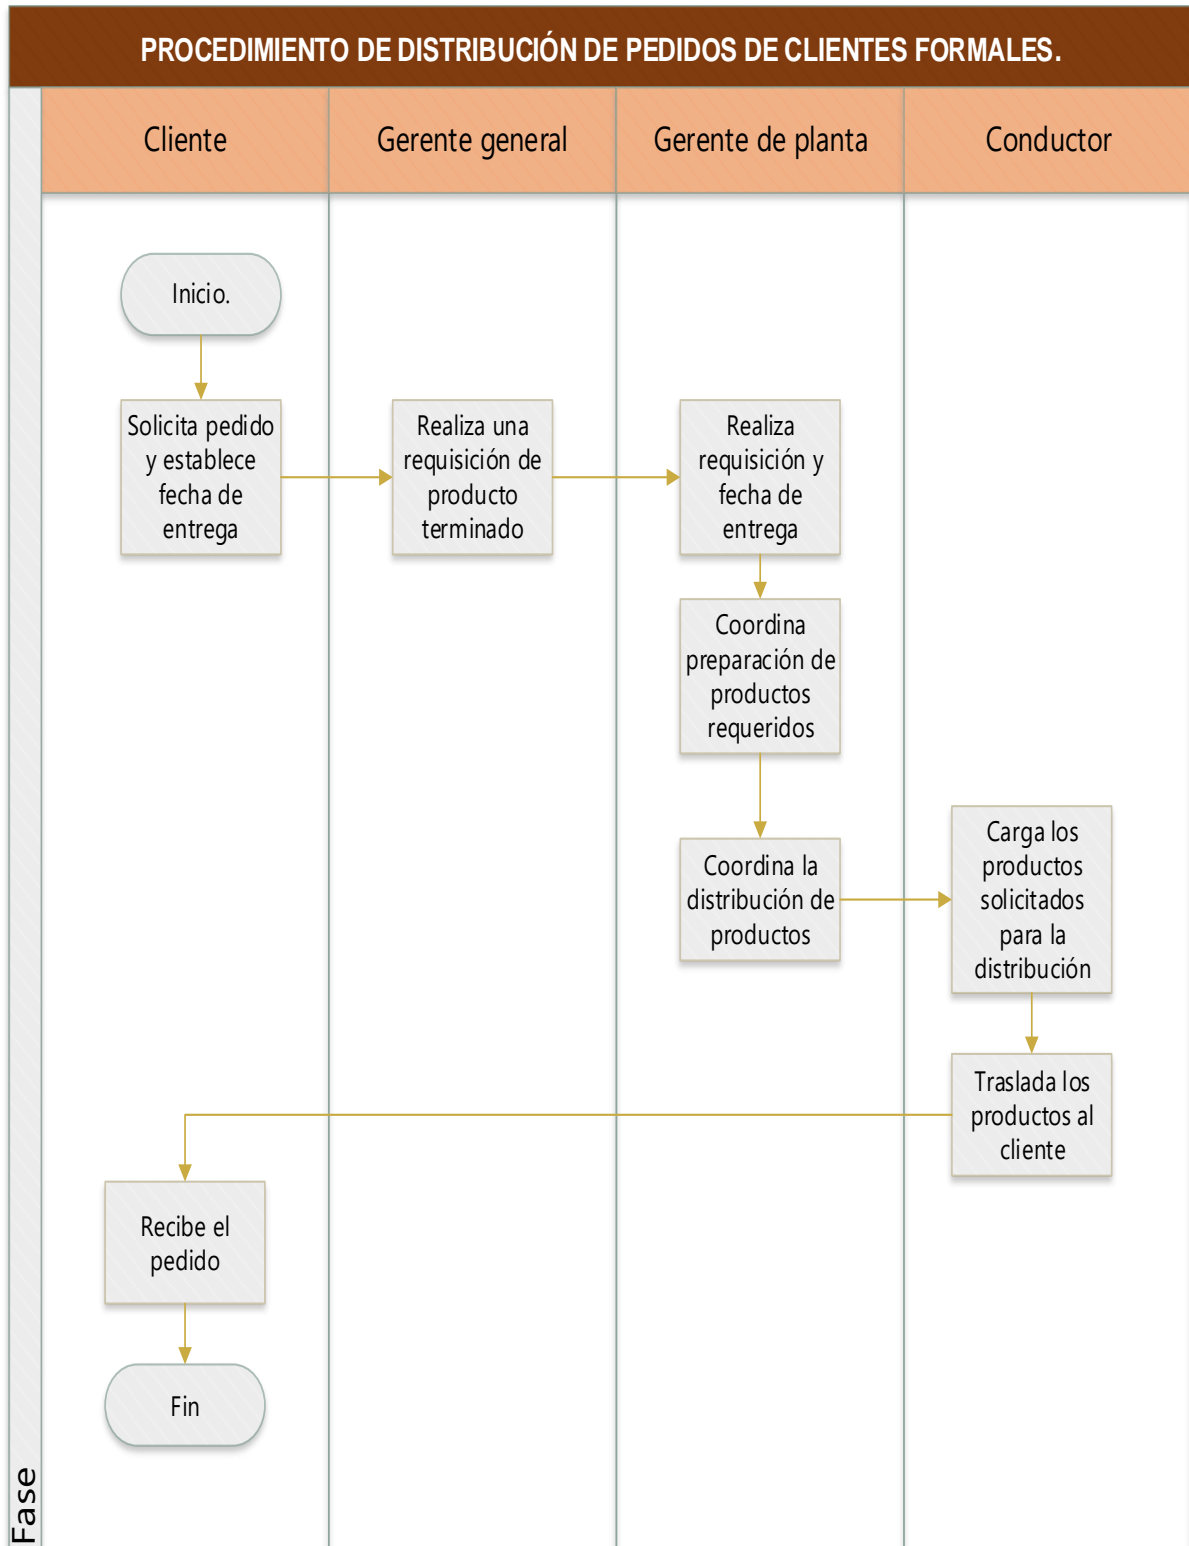 PROCEDIMIENTO DE DISTRIBUCIÓN DE PEDIDOS DE CLIENTES FORMALES.
Cliente
Gerente general
Gerente de planta
Conductor
Inicio.
Solicita pedido
y establece
fecha de
entrega
Realiza una
requisición de
producto
terminado
Realiza
requisición y
fecha de
entrega
Coordina
preparación de
productos
requeridos
Coordina la
distribución de
productos
Carga los
productos
solicitados
para la
distribución
Traslada los
productos al
cliente
Recibe el
pedido
Fin
Fase